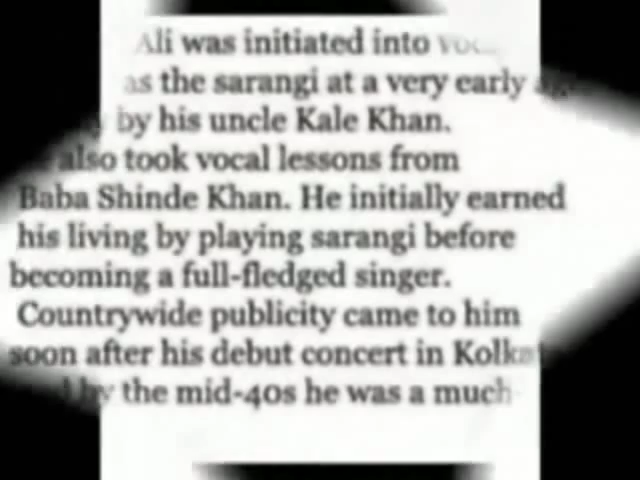 Ali was initiated into
as the sarangi at a very early
by his uncle Kale Khan.
also took vocal lessons from
Baba Shinde Khan. He initially earned
his living by playing sarangi before
becoming a full-fledged singer.
Countrywide publicity came to him
soon after his debut concert in
by the mid-40s he was a much